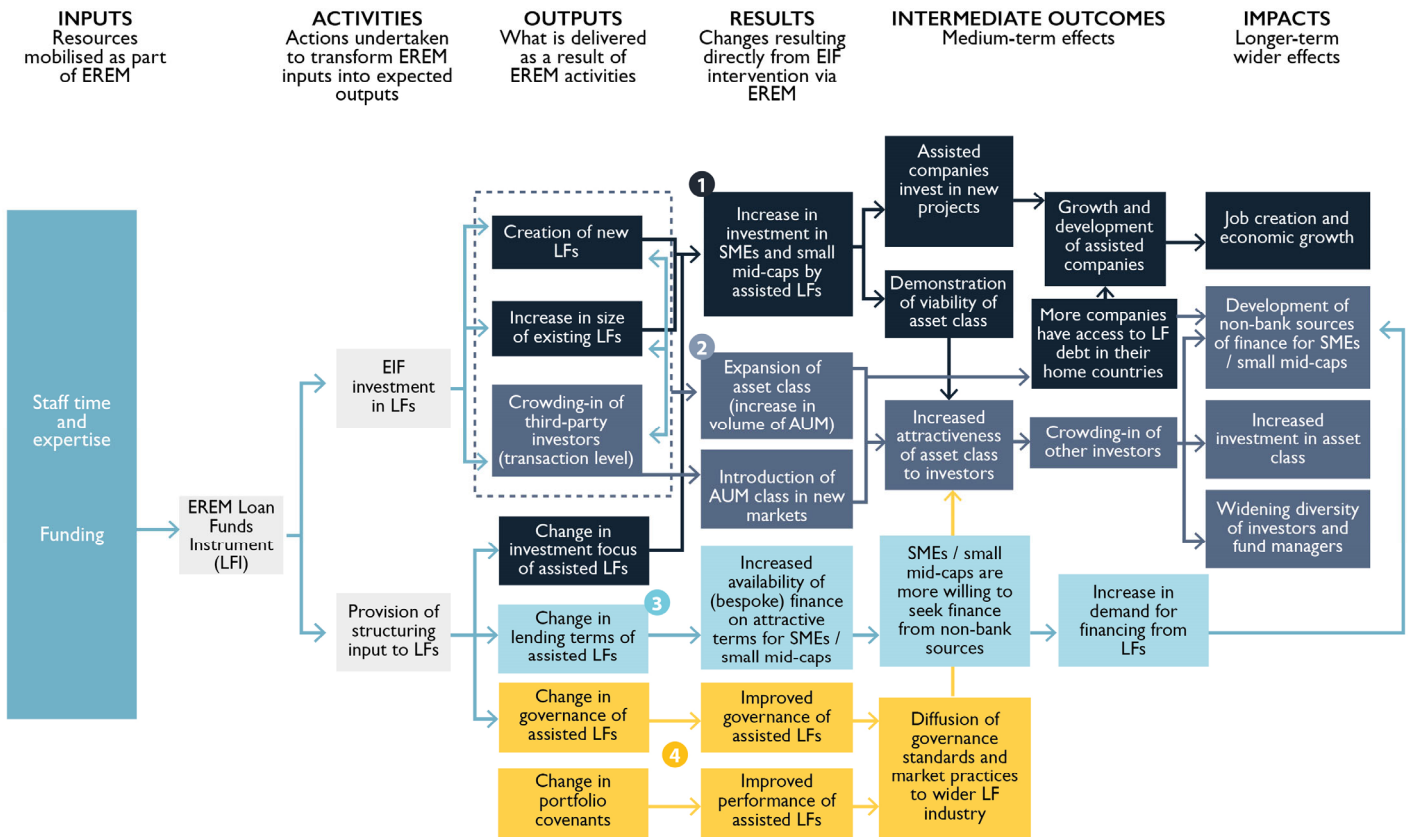 INPUTS
Resources
mobilised as part
of EREM
ACTIVITIES
Actions undertaken
to transform EREM
inputs into expected
outputs
OUTPUTS
What is delivered
as a result of
EREM activities
RESULTS
Changes resulting
directly from EIF
intervention via
EREM
INTERMEDIATE OUTCOMES
Medium-term effects
IMPACTS
Longer-term
wider effects
Staff time
and
expertise
Funding
EREM Loan
Funds
Instrument
(LFI)
EIF
investment
in LFs
Provision of
structuring
input to LFs
Creation of new
LFs
Increase in size
of existing LFs
Crowding-in of
third-party
investors
(transaction level)
Change in
investment focus
of assisted LFs
3
Change in
lending terms of
assisted LFs
Change in
governance of
assisted LFs
4
Change in
portfolio
covenants
1
Increase in
investment in
SMEs and small
mid-caps by
assisted LFs
2
Expansion of
asset class
(increase in
volume of AUM)
Introduction of
AUM class in new
markets
Increased
availability of
(bespoke) finance
on attractive
terms for SMEs /
small mid-caps
Improved
governance of
assisted LFs
Improved
performance of
assisted LFs
Assisted
companies
invest in new
projects
Demonstration
of viability of
asset class
Increased
attractiveness
of asset class
to investors
SMEs / small
mid-caps are
more willing to
seek finance
from non-bank
sources
Diffusion of
governance
standards and
market practices
to wider LF
industry
Growth and
development
of assisted
companies
More companies
have access to LF
debt in their
home countries
Crowding-in of
other investors
Increase in
demand for
financing from
LFs
Job creation and
economic growth
Development of
non-bank sources
of finance for SMEs
/ small mid-caps
Increased
investment in asset
class
Widening diversity
of investors and
fund managers